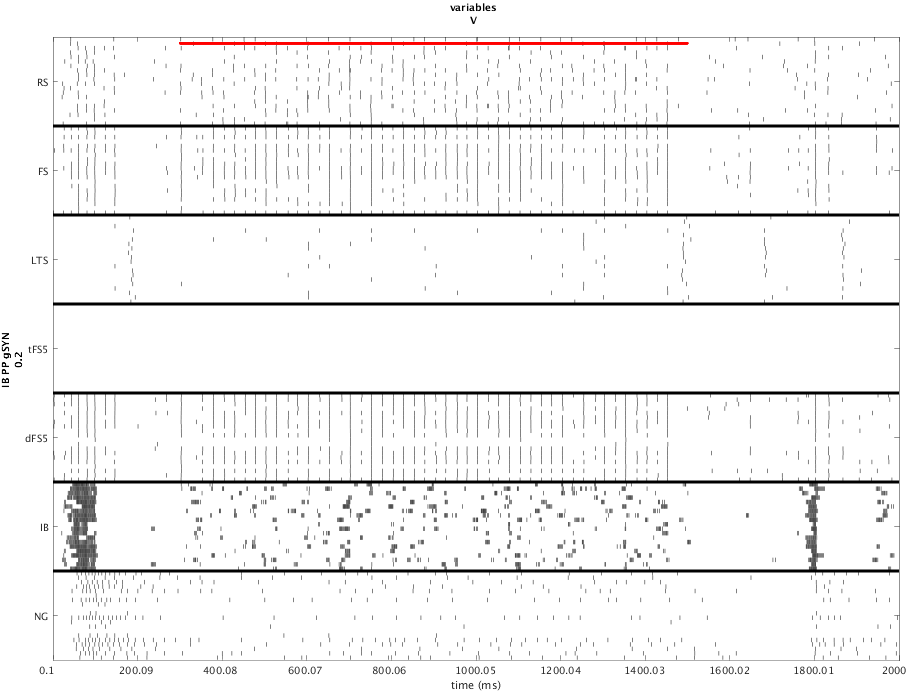 variables
V
RS
FS
LTS
tFS5
dFS5
IB
NG
IB PP gSYN
0.2
0.1 200.09 400.08 600.07 800.06 1000.05 1200.04 1400.03 1600.02 1800.01 2000
time (ms)